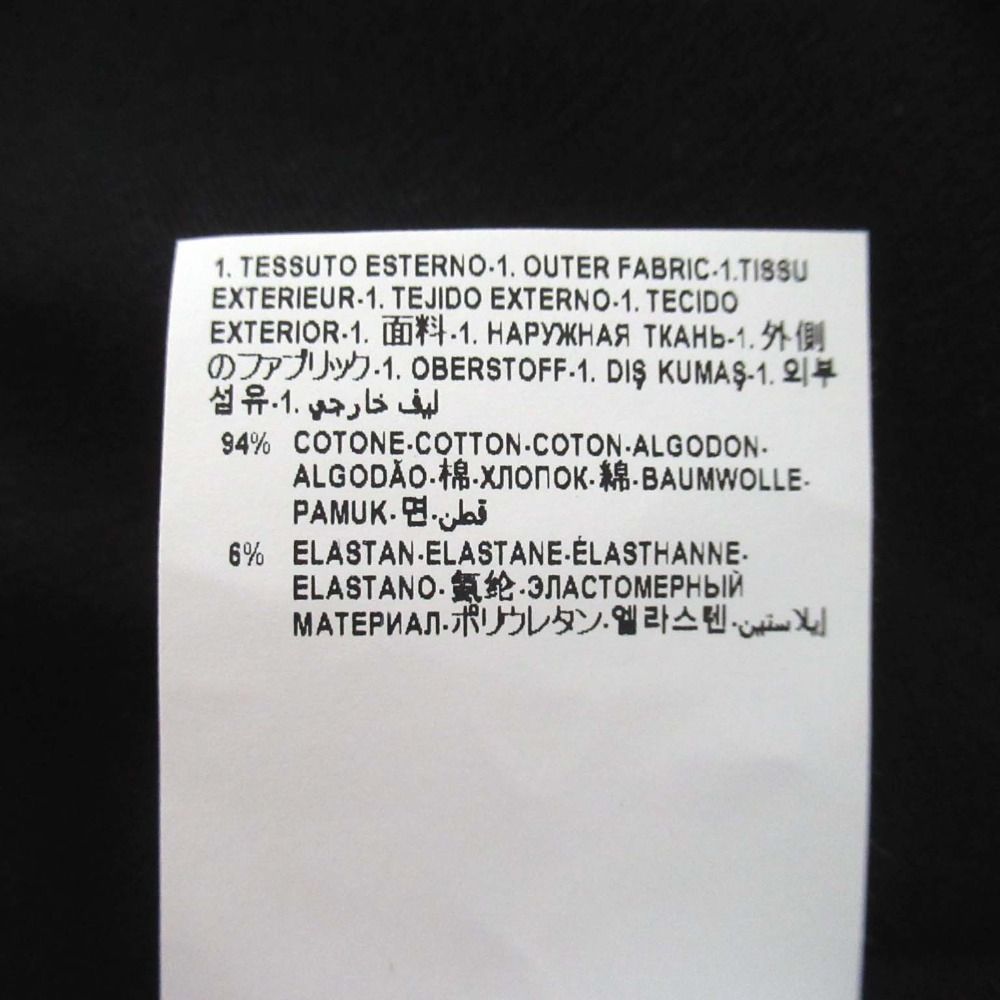 1. TESSUTO ESTERNO-1. OUTER FABRIC-1.TISSU
EXTERIEUR-1. TEJIDO EXTERNO-1. TECIDO
EXTERIOR-1. 面料-1. НАРУЖНАЯ ТКАНЬ-1. 外側
のファブリック-1. OBERSTOFF-1. DIŞ KUMAŞ-1. 외부
섬유-1. ليف خارجي
94% COTONE-COTTON-COTON-ALGODON-
ALGODÃO-棉-ХЛОПОК-綿-BAUMWOLLE-
PAMUK-면-قطن
6% ELASTAN-ELASTANE-ÉLASTHANNE-
ELASTANO-氨纶-ЭЛАСТОМЕРНЫЙ
МАТЕРИАЛ-ポリウレタン-엘라스텐-إيلاستين